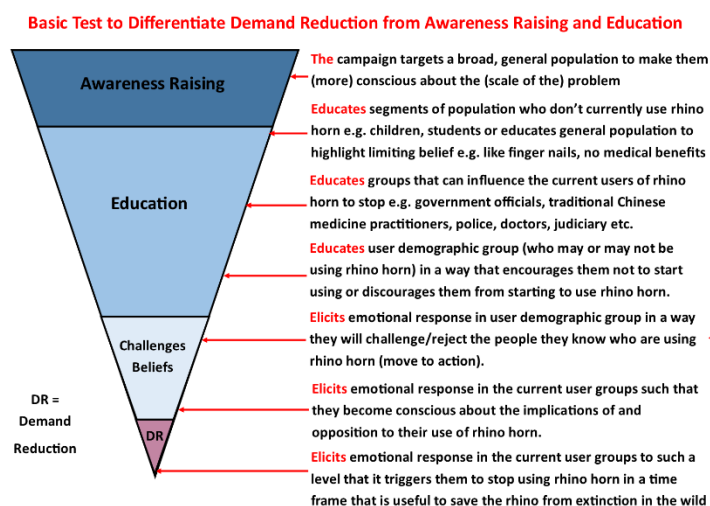 Basic Test to Differentiate Demand Reduction from Awareness Raising and Education
Awareness Raising
The campaign targets a broad, general population to make them
(more) conscious about the (scale of the) problem
Educates segments of population who don't currently use rhino
horn e.g. children, students or educates general population to
highlight limiting belief e.g. like finger nails, no medical benefits
Education
Educates groups that can influence the current users of rhino
horn to stop e.g. government officials, traditional Chinese
medicine practitioners, police, doctors, judiciary etc.
Educates user demographic group (who may or may not be
using rhino horn) in a way that encourages them not to start
using or discourages them from starting to use rhino horn.
Challenges
Beliefs
Elicits emotional response in user demographic group in a way
they will challenge/reject the people they know who are using
rhino horn (move to action).
DR =
Demand
Reduction
DR
Elicits emotional response in the current user groups such that
they become conscious about the implications of and
opposition to their use of rhino horn.
Elicits emotional response in the current user groups to such a
level that it triggers them to stop using rhino horn in a time
frame that is useful to save the rhino from extinction in the wild